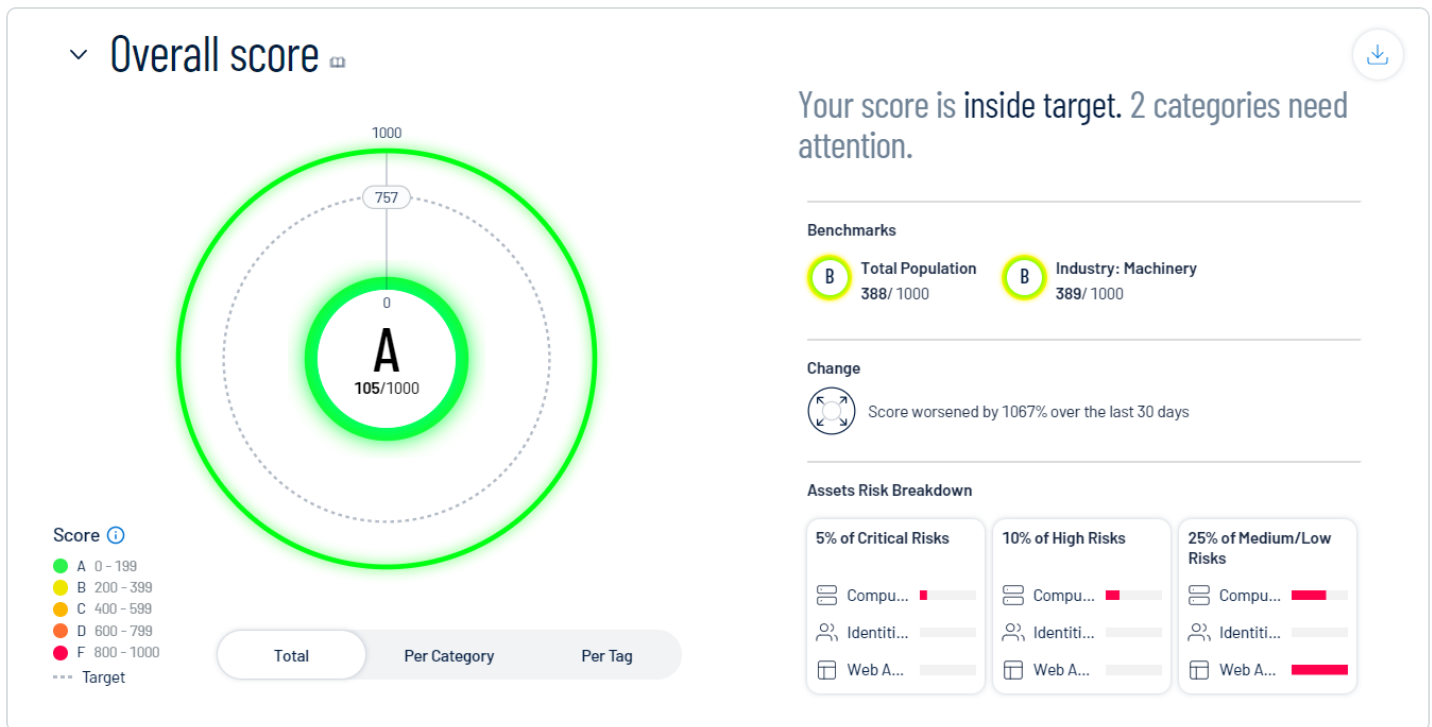 Overall score
Your score is inside target. 2 categories need
attention.
1000
757
0
A
105/1000
Benchmarks
B
Total Population
388/ 1000
B
Industry: Machinery
389/ 1000
Change
Score worsened by 1067% over the last 30 days
Assets Risk Breakdown
5% of Critical Risks
Compu...
Identiti...
Web A...
10% of High Risks
Compu...
Identiti...
Web A...
25% of Medium/Low
Risks
Compu...
Identiti...
Web A...
Score
A 0 - 199
B 200 - 399
C 400 - 599
D 600 - 799
F 800 - 1000
Target
Total
Per Category
Per Tag